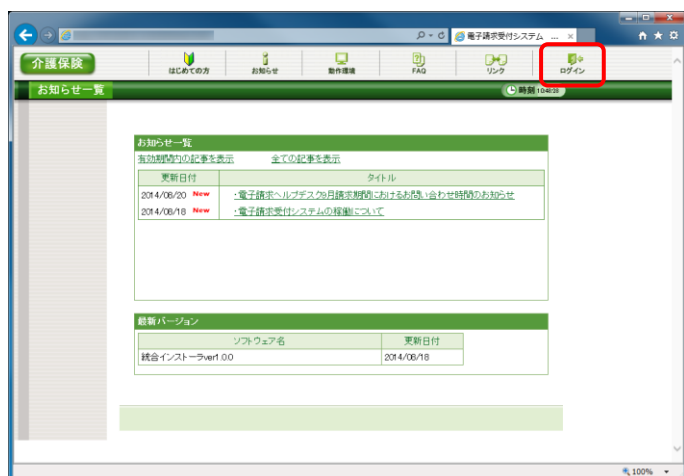 電子請求受付システム ...
介護保険
はじめての方
お知らせ
動作環境
FAQ
リンク
ログイン
お知らせ一覧
時刻 10:48:28
お知らせ一覧
有効期間内の記事を表示 全ての記事を表示
更新日付 タイトル
2014/08/20 New ・電子請求ヘルプデスク9月請求期間におけるお問い合わせ時間のお知らせ
2014/08/18 New ・電子請求受付システムの稼働について
最新バージョン
ソフトウェア名 更新日付
統合インストーラver1.0.0 2014/08/18
100%